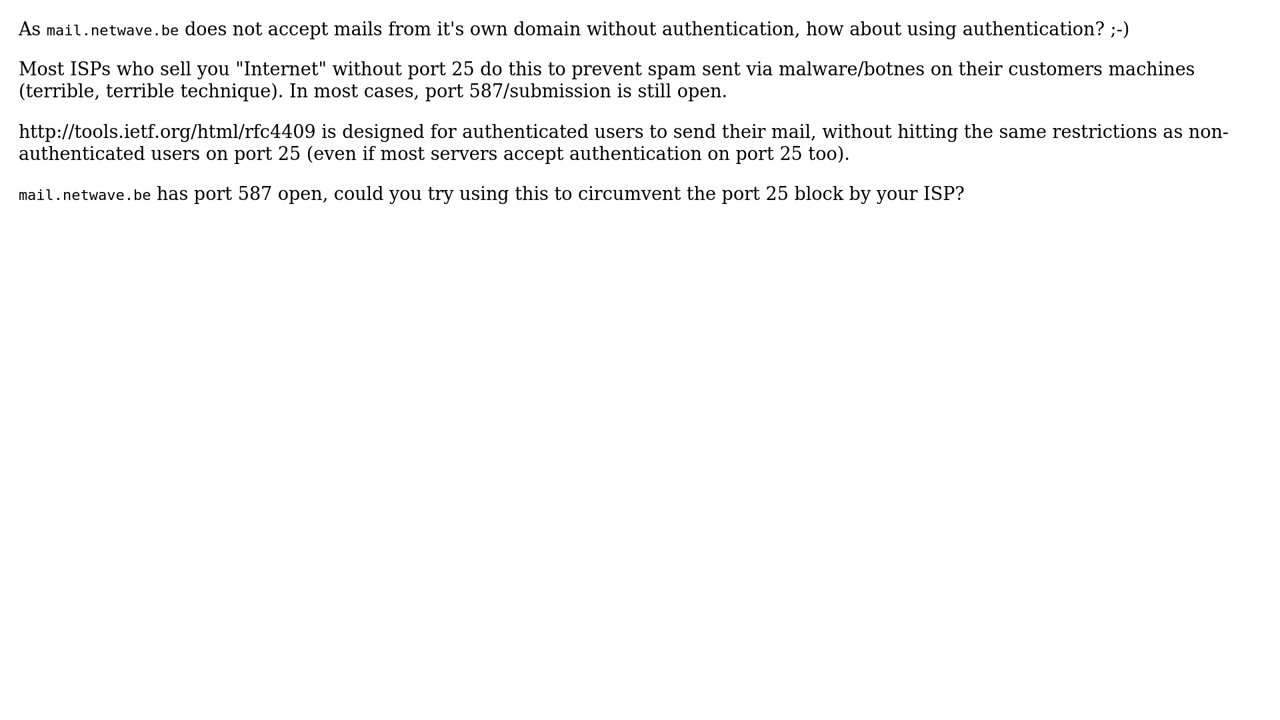 As mail.netwave.be does not accept mails from it's own domain without authentication, how about using authentication? ;-)
Most ISPs who sell you "Internet" without port 25 do this to prevent spam sent via malware/botnes on their customers machines
(terrible, terrible technique). In most cases, port 587/submission is still open.
http://tools.ietf.org/html/rfc4409 is designed for authenticated users to send their mail, without hitting the same restrictions as non-
authenticated users on port 25 (even if most servers accept authentication on port 25 too).
mail.netwave.be has port 587 open, could you try using this to circumvent the port 25 block by your ISP?